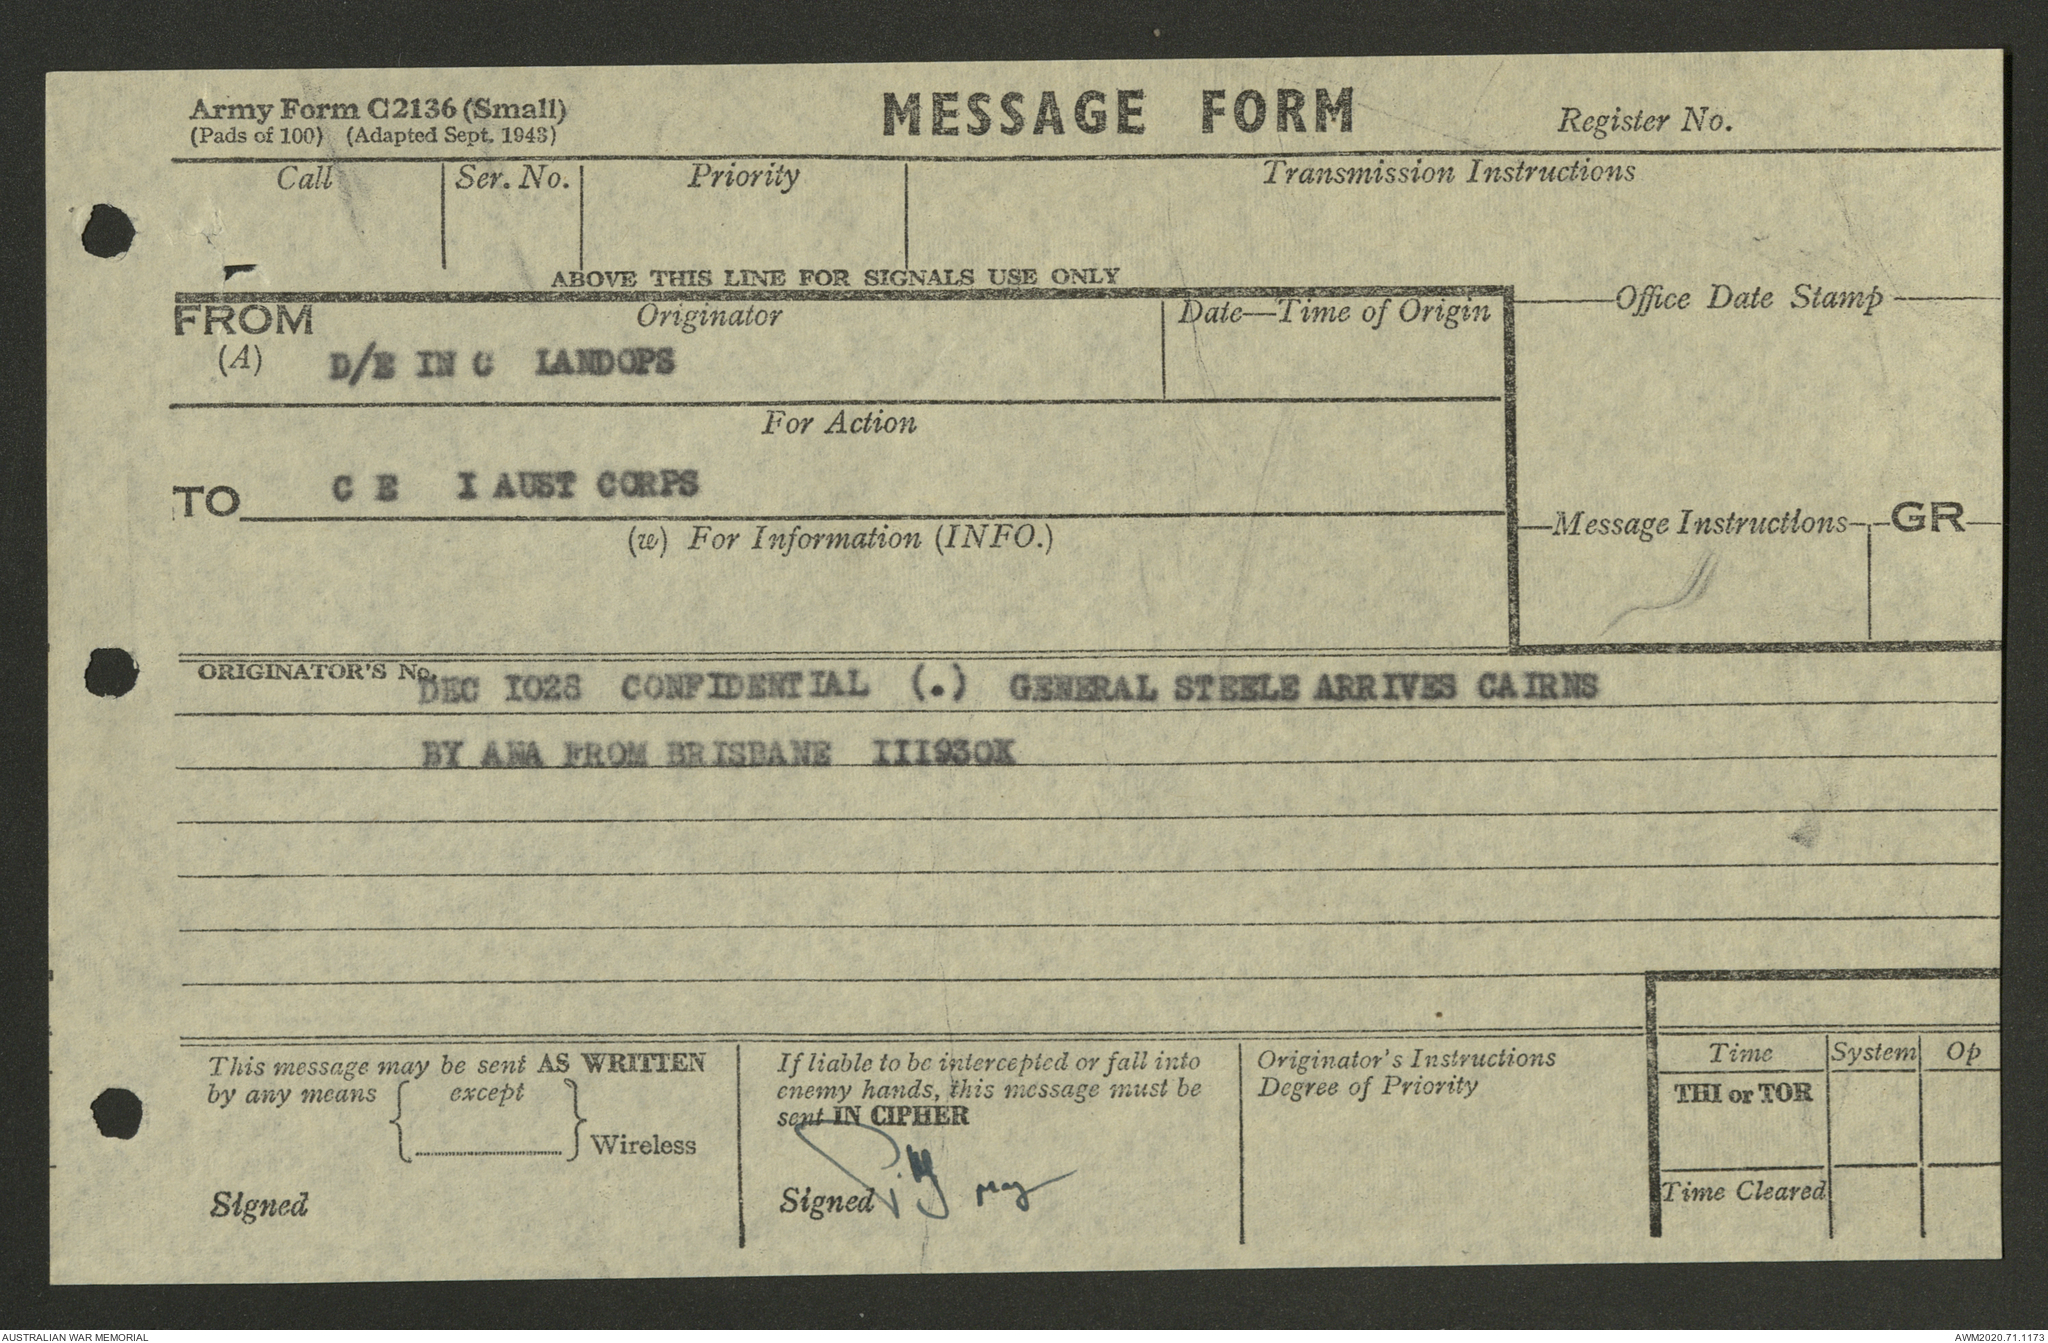 Army Form C2136 (Small)
(Pads of 100) (Adapted Sept. 1943)
MESSAGE FORM
Register No.
Call
Ser. No.
Priority
Transmission Instructions
ABOVE THIS LINE FOR SIGNALS USE ONLY
FROM
(A)
Originator
D/E IN C LANDOPS
Date—Time of Origin
Office Date Stamp
For Action
TO
C E I AUST CORPS
(w) For Information (INFO.)
Message Instructions
GR
ORIGINATOR'S No.
DEC IO28 CONFIDENTIAL (.) GENERAL STEELE ARRIVES CAIRNS
BY ANA FROM BRISBANE III930K
This message may be sent AS WRITTEN
by any means { except } Wireless
Signed
If liable to be intercepted or fall into
enemy hands, this message must be
sent IN CIPHER
Signed
Originator's Instructions
Degree of Priority
Time
System
Op
THI or TOR
Time Cleared
AUSTRALIAN WAR MEMORIAL
AWM2020.71.1173